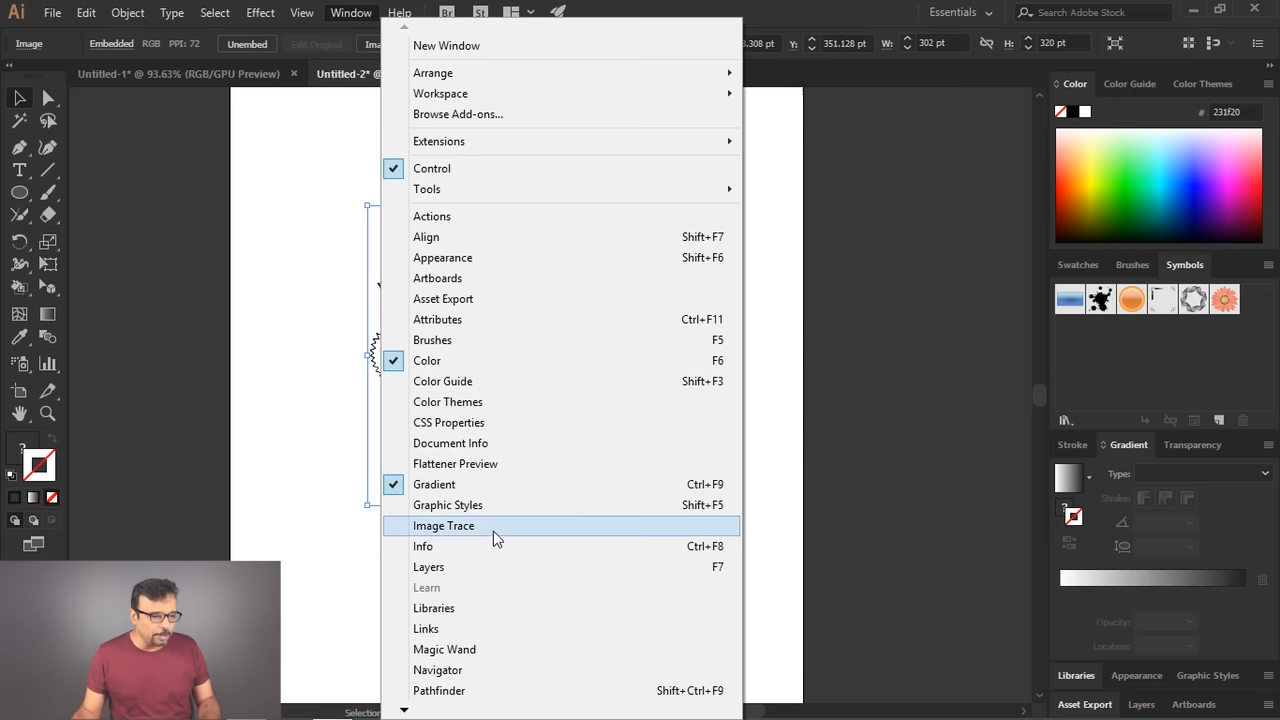 Ai File Edit Object Type Select Effect View Window Help Br St Essentials Search Adobe Stock
Image Embedded RGB PPI: 72 Unembed Edit Original 351.128 pt W: 302 pt H: 320 pt
Untitled-1* @ 93.63% (RGB/GPU Preview) × Untitled-2* @
New Window
Arrange
Workspace
Browse Add-ons...
Extensions
Control
Tools
Actions
Align Shift+F7
Appearance Shift+F6
Artboards
Asset Export
Attributes Ctrl+F11
Brushes F5
Color F6
Color Guide Shift+F3
Color Themes
CSS Properties
Document Info
Flattener Preview
Gradient Ctrl+F9
Graphic Styles Shift+F5
Image Trace
Info Ctrl+F8
Layers F7
Learn
Libraries
Links
Magic Wand
Navigator
Pathfinder Shift+Ctrl+F9
Color Color Guide Color Themes
# 231f20
Swatches Brushes Symbols
Stroke Gradient Transparency
Type:
Stroke:
Opacity:
Location:
Libraries Appearance Graphic Styles
Asset Export Layers Artboards